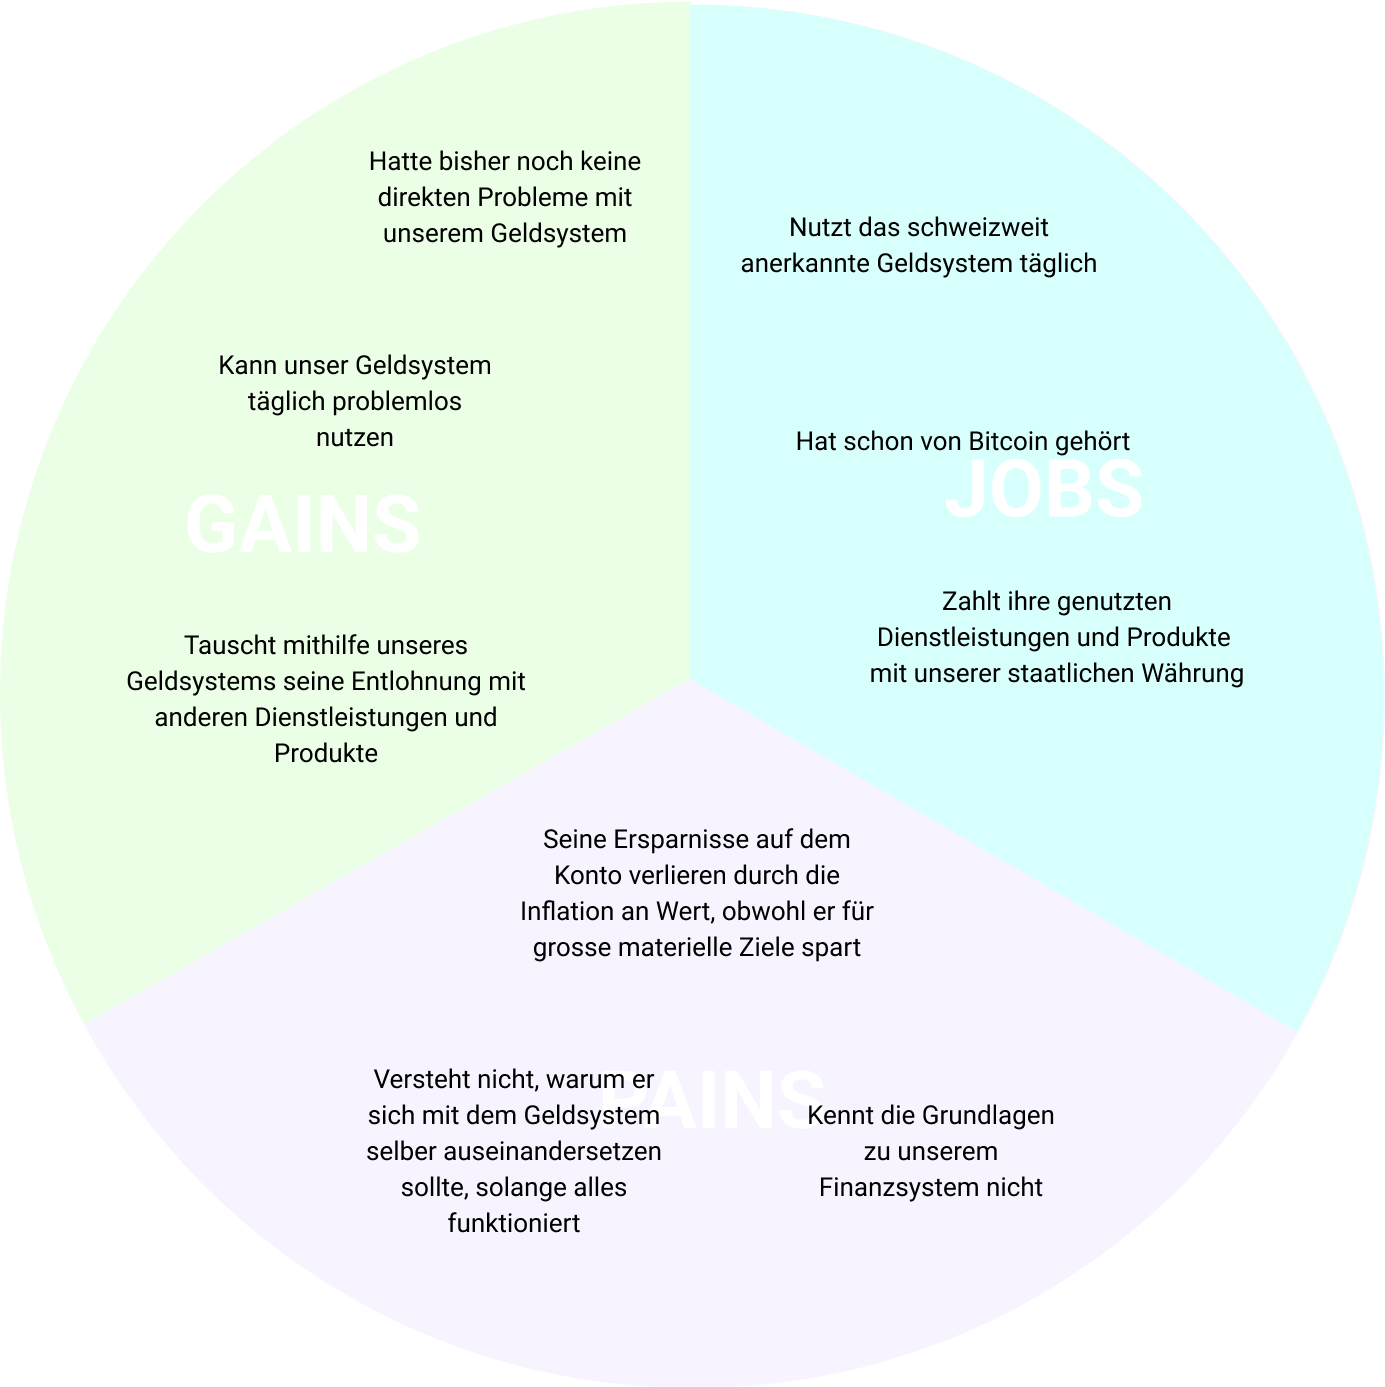 Hatte bisher noch keine
direkten Probleme mit
unserem Geldsystem
Kann unser Geldsystem
täglich problemlos
nutzen
GAINS
Tauscht mithilfe unseres
Geldsystems seine Entlohnung mit
anderen Dienstleistungen und
Produkte
Nutzt das schweizweit
anerkannte Geldsystem täglich
Hat schon von Bitcoin gehört
JOBS
Zahlt ihre genutzten
Dienstleistungen und Produkte
mit unserer staatlichen Währung
Seine Ersparnisse auf dem
Konto verlieren durch die
Inflation an Wert, obwohl er für
grosse materielle Ziele spart
PAINS
Versteht nicht, warum er
sich mit dem Geldsystem
selber auseinandersetzen
sollte, solange alles
funktioniert
Kennt die Grundlagen
zu unserem
Finanzsystem nicht